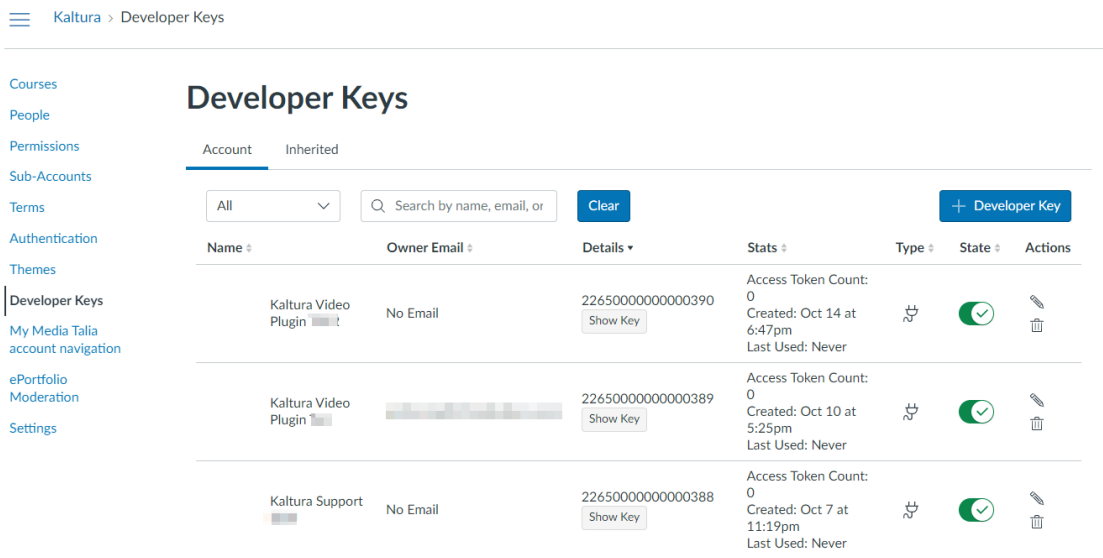 Kaltura > Developer Keys
Courses
People
Permissions
Sub-Accounts
Terms
Authentication
Themes
Developer Keys
My Media Talia
account navigation
ePortfolio
Moderation
Settings
Developer Keys
Account Inherited
All Search by name, email, or Clear + Developer Key
Name Owner Email Details Stats Type State Actions
Kaltura Video
Plugin
No Email
22650000000000390
Show Key
Access Token Count:
0
Created: Oct 14 at
6:47pm
Last Used: Never
Kaltura Video
Plugin
22650000000000389
Show Key
Access Token Count:
0
Created: Oct 10 at
5:25pm
Last Used: Never
Kaltura Support
No Email
22650000000000388
Show Key
Access Token Count:
0
Created: Oct 7 at
11:19pm
Last Used: Never